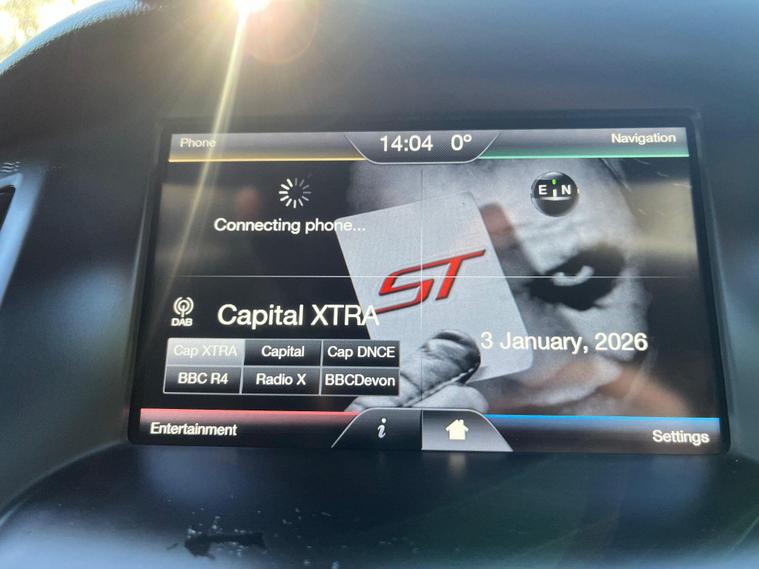 Phone
14:04 0°
Navigation
Connecting phone...
E N
ST
DAB
Capital XTRA
Cap XTRA Capital Cap DNCE
BBC R4 Radio X BBCDevon
3 January, 2026
Entertainment
i
Settings